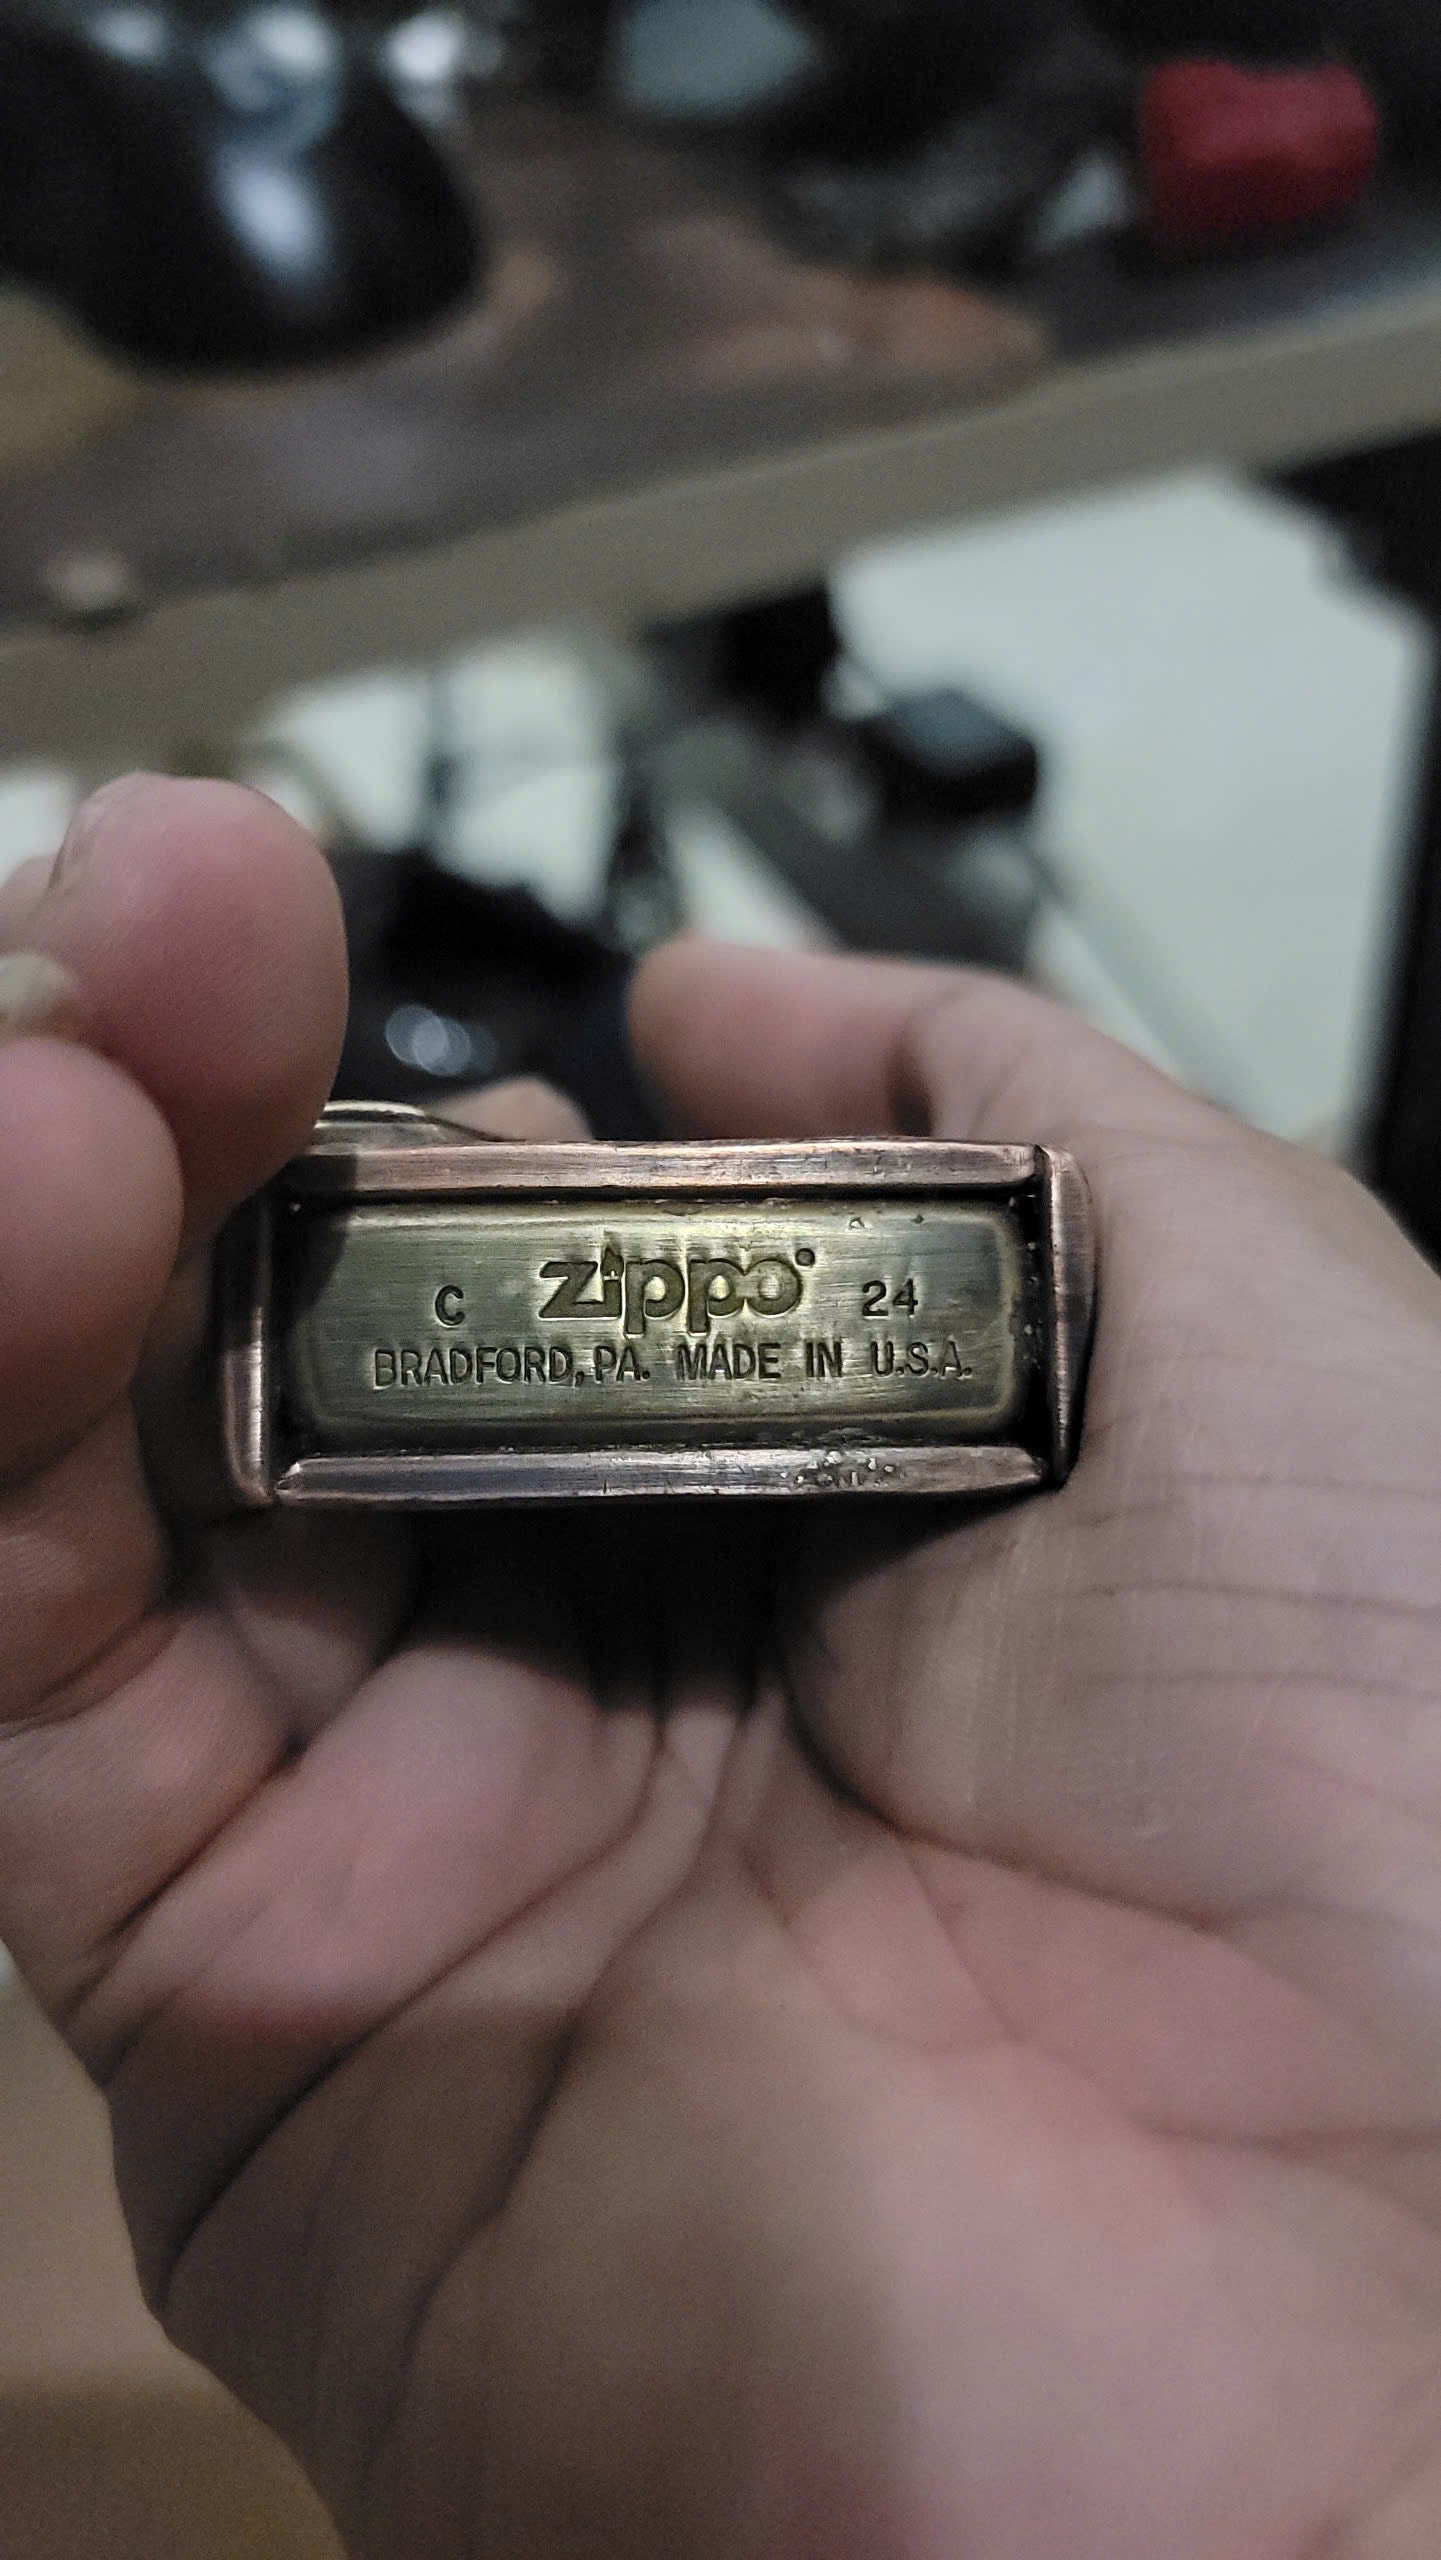 C zippo® 24
BRADFORD, PA. MADE IN U.S.A.